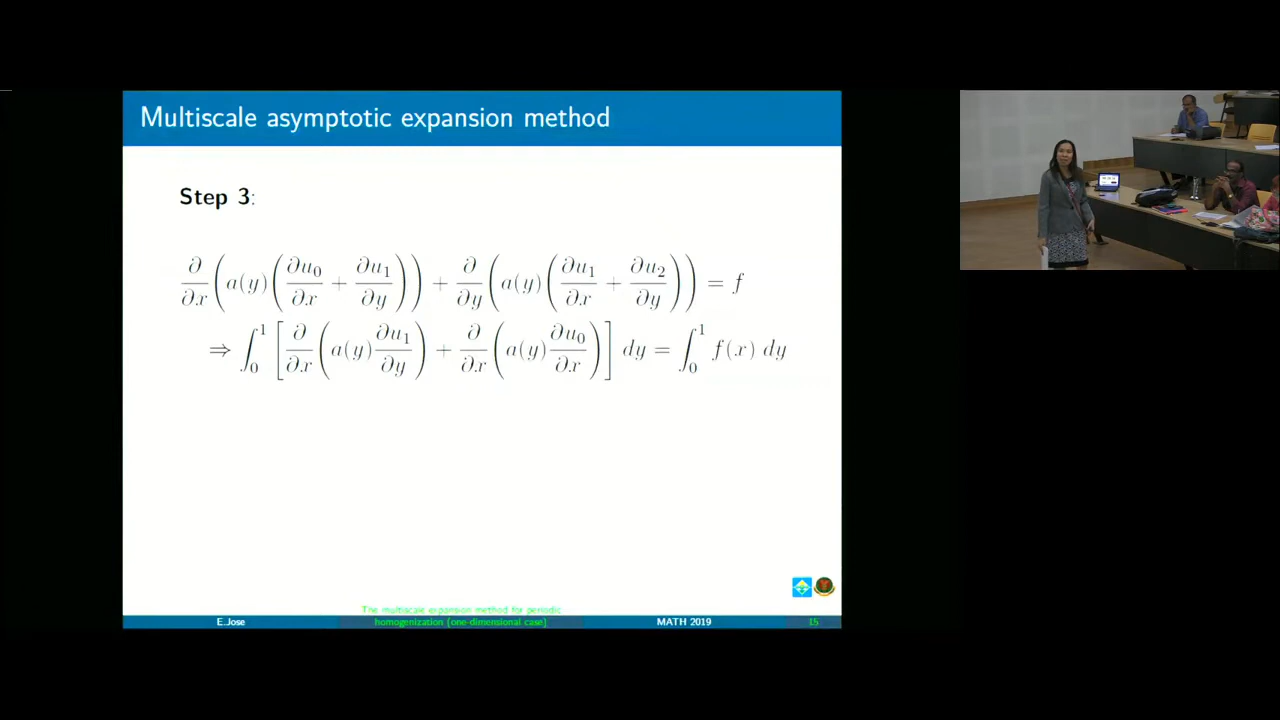 Multiscale asymptotic expansion method
Step 3:
∂/∂x ( a(y) ( ∂u₀/∂x + ∂u₁/∂y ) ) + ∂/∂y ( a(y) ( ∂u₁/∂x + ∂u₂/∂y ) ) = f
⇒ ∫₀¹ [ ∂/∂x ( a(y) ∂u₁/∂y ) + ∂/∂x ( a(y) ∂u₀/∂x ) ] dy = ∫₀¹ f(x) dy
The multiscale expansion method for periodic
E.Jose homogenization (one-dimensional case) MATH 2019 15